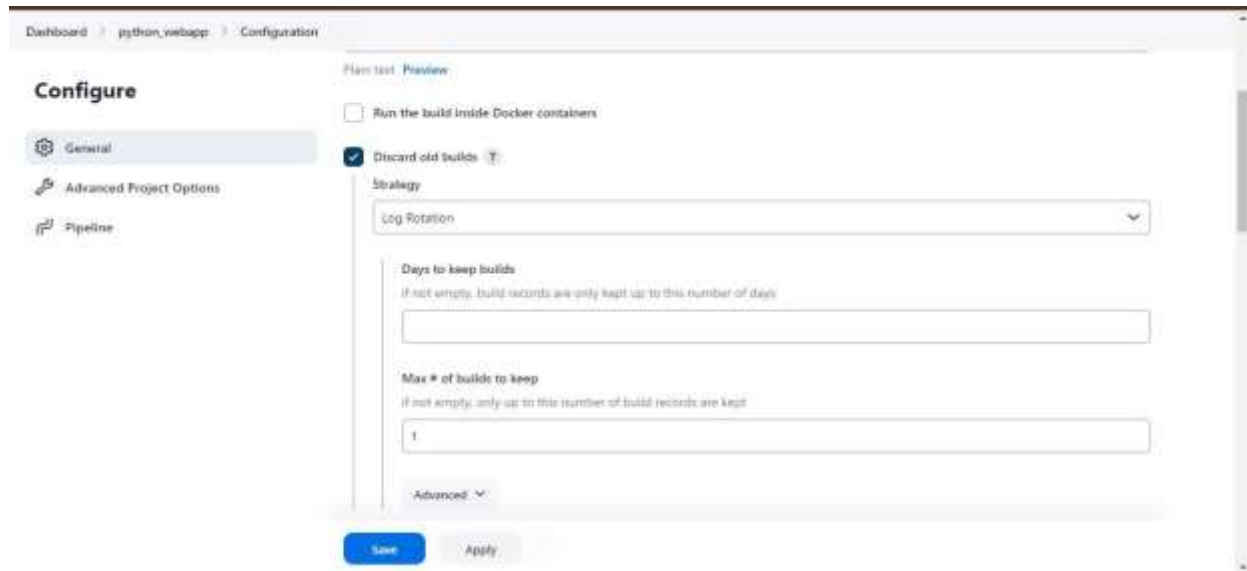 Dashboard > python_webapp > Configuration
Configure
General
Advanced Project Options
Pipeline
Plain text Preview
Run the build inside Docker containers
Discard old builds ?
Strategy
Log Rotation
Days to keep builds
if not empty, build records are only kept up to this number of days
Max # of builds to keep
if not empty, only up to this number of build records are kept
1
Advanced
Save Apply